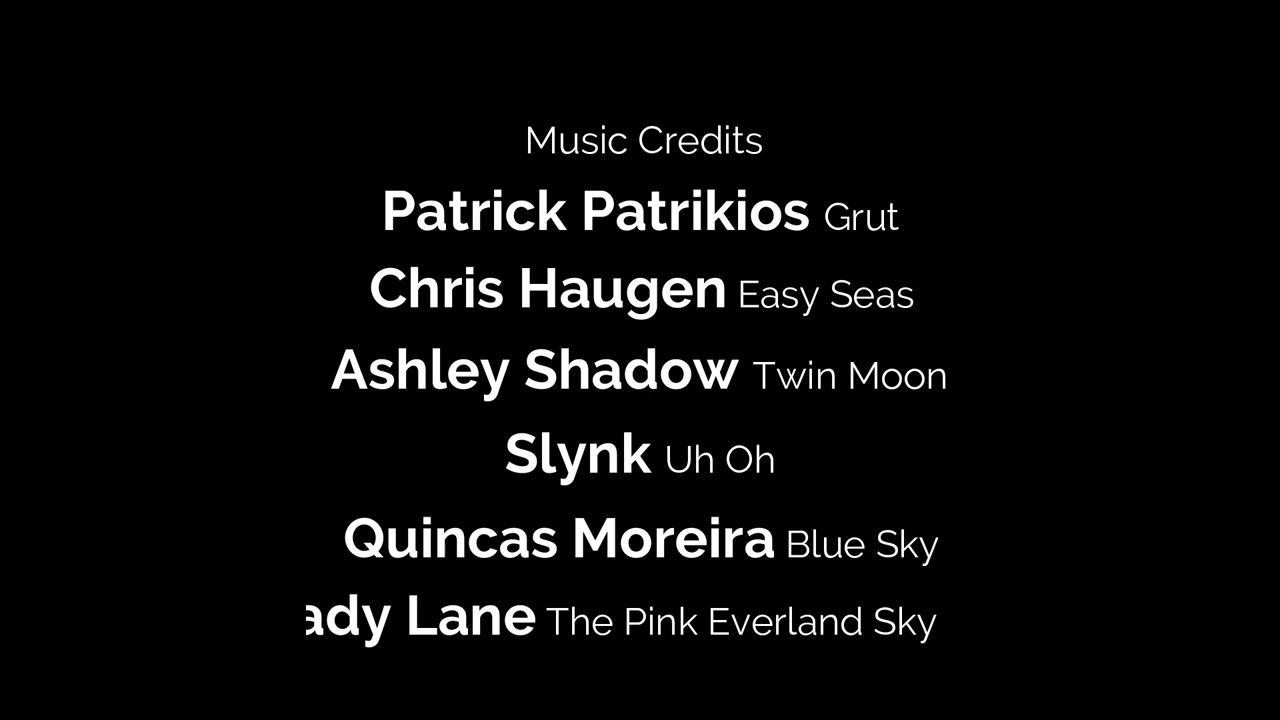 Music Credits
Patrick Patrikios Grut
Chris Haugen Easy Seas
Ashley Shadow Twin Moon
Slynk Uh Oh
Quincas Moreira Blue Sky
ady Lane The Pink Everland Sky